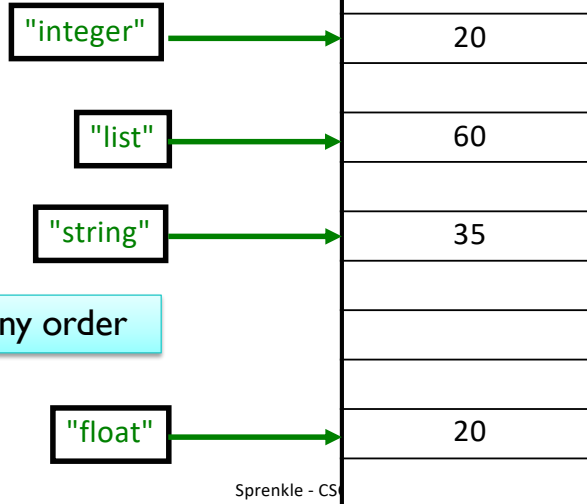 "integer" 20
"list" 60
"string" 35
ny order
"float" 20
Sprenkle - CS